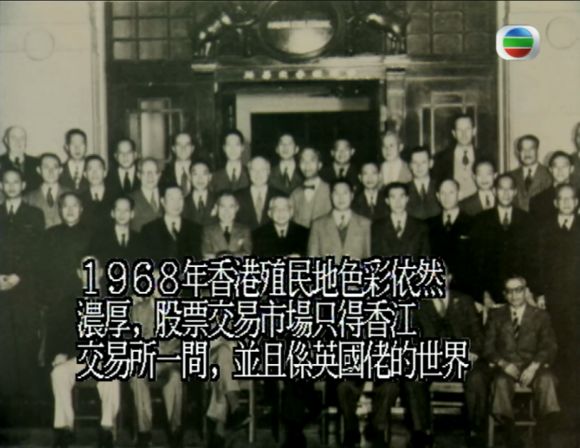 1968年香港殖民地色彩依然
濃厚，股票交易市場只得香江
交易所一間，並且係英國佬的世界